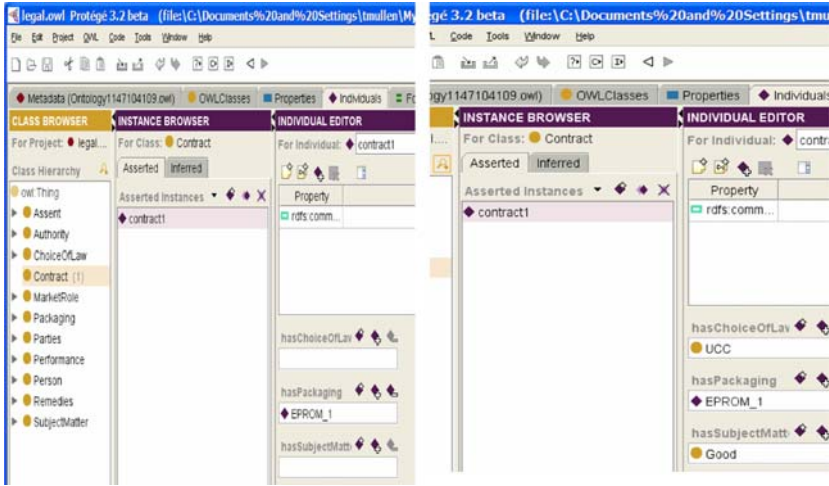 legal.owl Protégé 3.2 beta (file:\C:\Documents%20and%20Settings\tmullen\My
File Edit Project OWL Code Tools Window Help
Metadata (Ontology1147104109.owl) OWLClasses Properties Individuals Fo
CLASS BROWSER INSTANCE BROWSER INDIVIDUAL EDITOR
For Project: legal.... For Class: Contract For Individual: contract1
Class Hierarchy Asserted Inferred
owl:Thing Asserted Instances Property
Assent contract1 rdfs:comm...
Authority
ChoiceOfLaw
Contract (1)
MarketRole
Packaging
Parties
Performance
Person
Remedies
SubjectMatter
hasChoiceOfLav
hasPackaging
EPROM_1
hasSubjectMatt
gé 3.2 beta (file:\C:\Documents%20and%20Settings\tmu
L Code Tools Window Help
ogy1147104109.owl) OWLClasses Properties Individuals
INSTANCE BROWSER INDIVIDUAL EDITOR
l.... For Class: Contract For Individual: contra
Asserted Inferred
Asserted Instances Property
contract1 rdfs:comm...
hasChoiceOfLav
UCC
hasPackaging
EPROM_1
hasSubjectMatt
Good